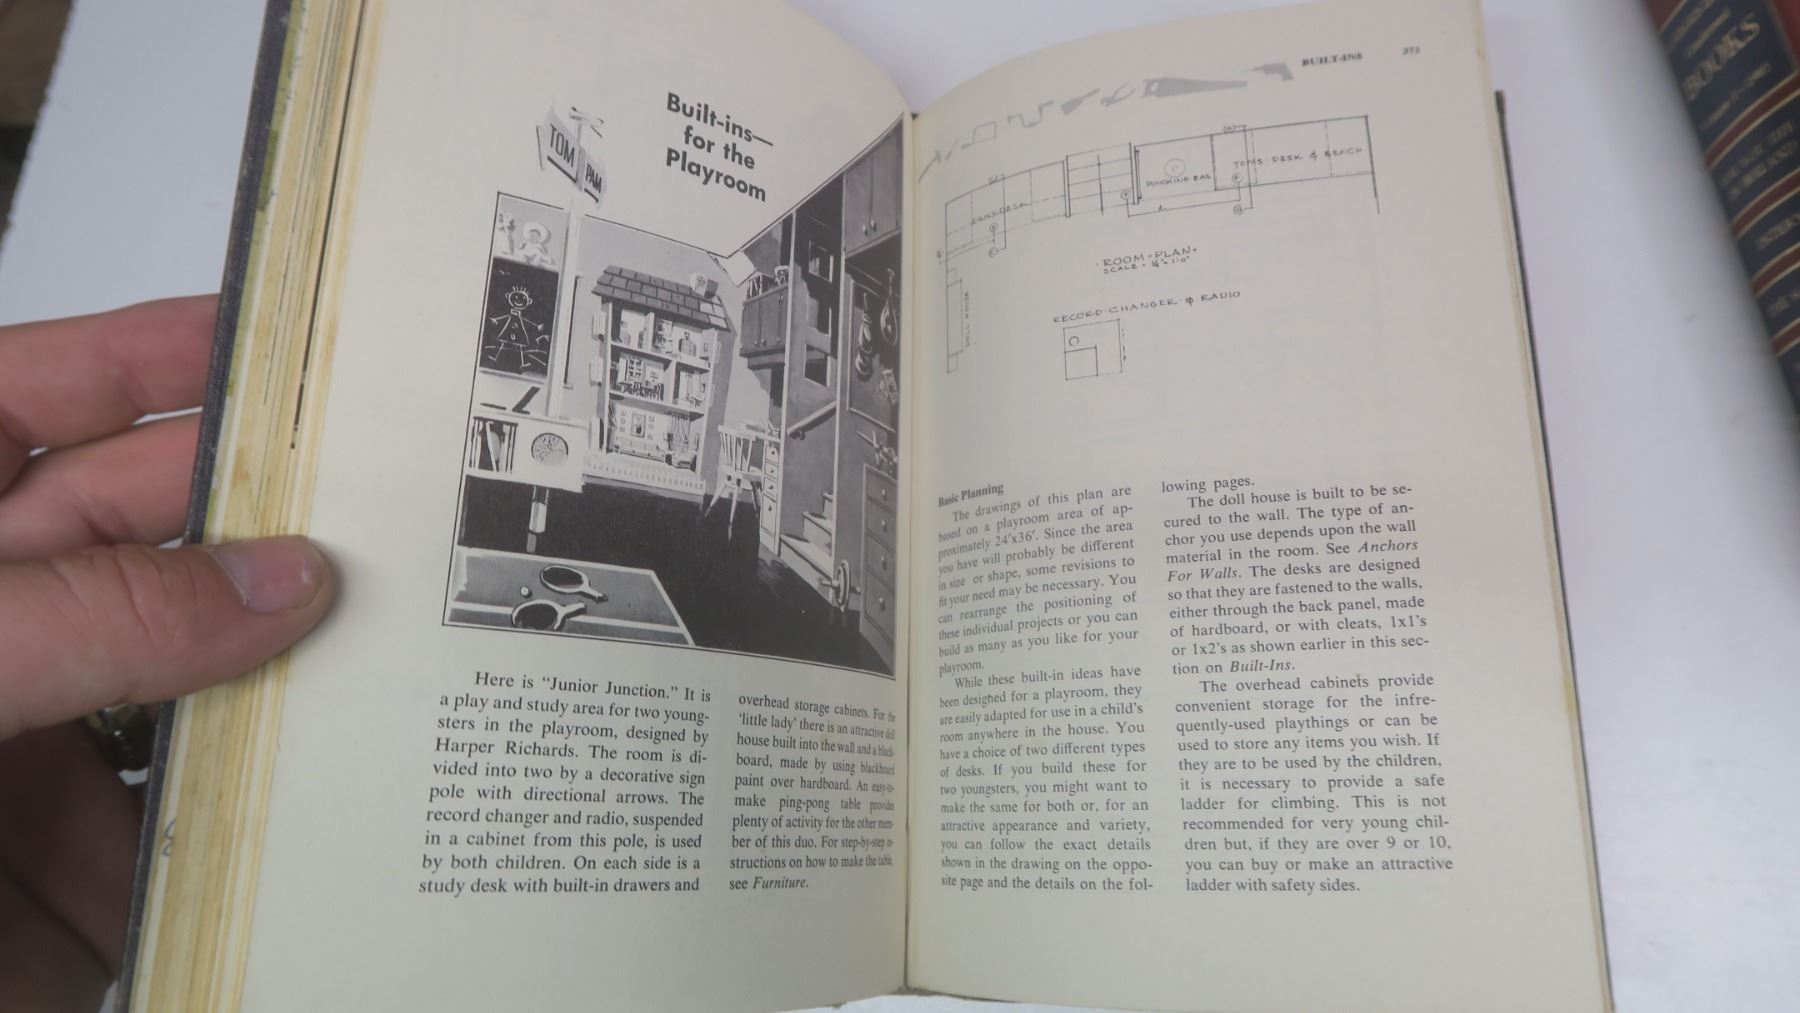 Built-ins—
for the
Playroom
TOM
PAM
Here is “Junior Junction.” It is
a play and study area for two young-
sters in the playroom, designed by
Harper Richards. The room is di-
vided into two by a decorative sign
pole with directional arrows. The
record changer and radio, suspended
in a cabinet from this pole, is used
by both children. On each side is a
study desk with built-in drawers and
overhead storage cabinets. For the
‘little lady’ there is an attractive doll
house built into the wall and a black-
board, made by using blackboard
paint over hardboard. An easy-to-
make ping-pong table provides
plenty of activity for the other mem-
ber of this duo. For step-by-step in-
structions on how to make the table,
see Furniture.
BUILT-INS 273
TOM'S · DESK & BENCH
PUNCHING BAG
DOLL HOUSE
· ROOM · PLAN ·
SCALE · ¼" = 1'-0"
RECORD · CHANGER · & RADIO
Basic Planning
The drawings of this plan are
based on a playroom area of ap-
proximately 24'x36'. Since the area
you have will probably be different
in size or shape, some revisions to
fit your need may be necessary. You
can rearrange the positioning of
these individual projects or you can
build as many as you like for your
playroom.
While these built-in ideas have
been designed for a playroom, they
are easily adapted for use in a child's
room anywhere in the house. You
have a choice of two different types
of desks. If you build these for
two youngsters, you might want to
make the same for both or, for an
attractive appearance and variety,
you can follow the exact details
shown in the drawing on the oppo-
site page and the details on the fol-
lowing pages.
The doll house is built to be se-
cured to the wall. The type of an-
chor you use depends upon the wall
material in the room. See Anchors
For Walls. The desks are designed
so that they are fastened to the walls,
either through the back panel, made
of hardboard, or with cleats, 1x1's
or 1x2's as shown earlier in this sec-
tion on Built-Ins.
The overhead cabinets provide
convenient storage for the infre-
quently-used playthings or can be
used to store any items you wish. If
they are to be used by the children,
it is necessary to provide a safe
ladder for climbing. This is not
recommended for very young chil-
dren but, if they are over 9 or 10,
you can buy or make an attractive
ladder with safety sides.
BOOKS